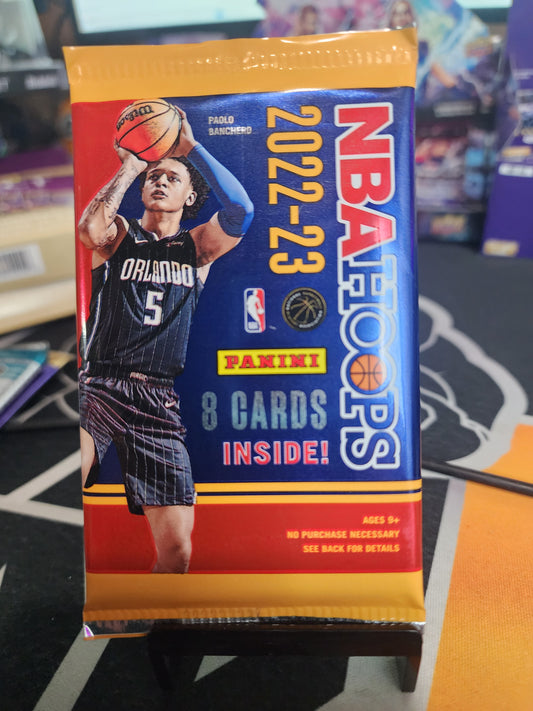 Wilson
PAOLO
BANCHERO
2022-23
NBA HOOPS
ORLANDO
5
PANINI
8 CARDS
INSIDE!
AGES 9+
NO PURCHASE NECESSARY
SEE BACK FOR DETAILS